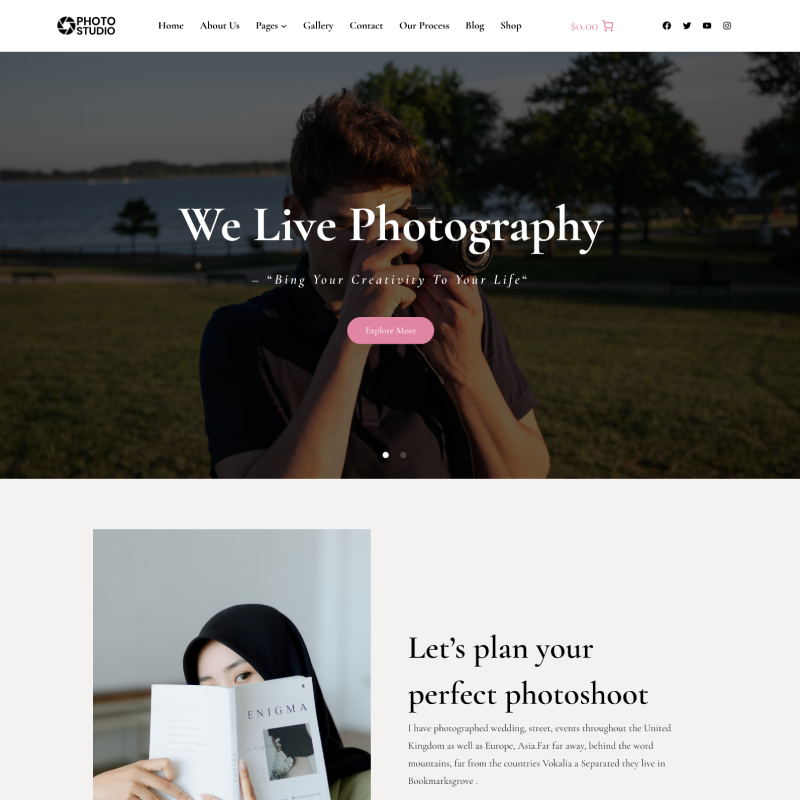 PHOTO
STUDIO
Home About Us Pages Gallery Contact Our Process Blog Shop $0.00
We Live Photography
– “Bing Your Creativity To Your Life“
Explore More
ENIGMA
Let’s plan your
perfect photoshoot
I have photographed wedding, street, events throughout the United
Kingdom as well as Europe, Asia.Far far away, behind the word
mountains, far from the countries Vokalia a Separated they live in
Bookmarksgrove .